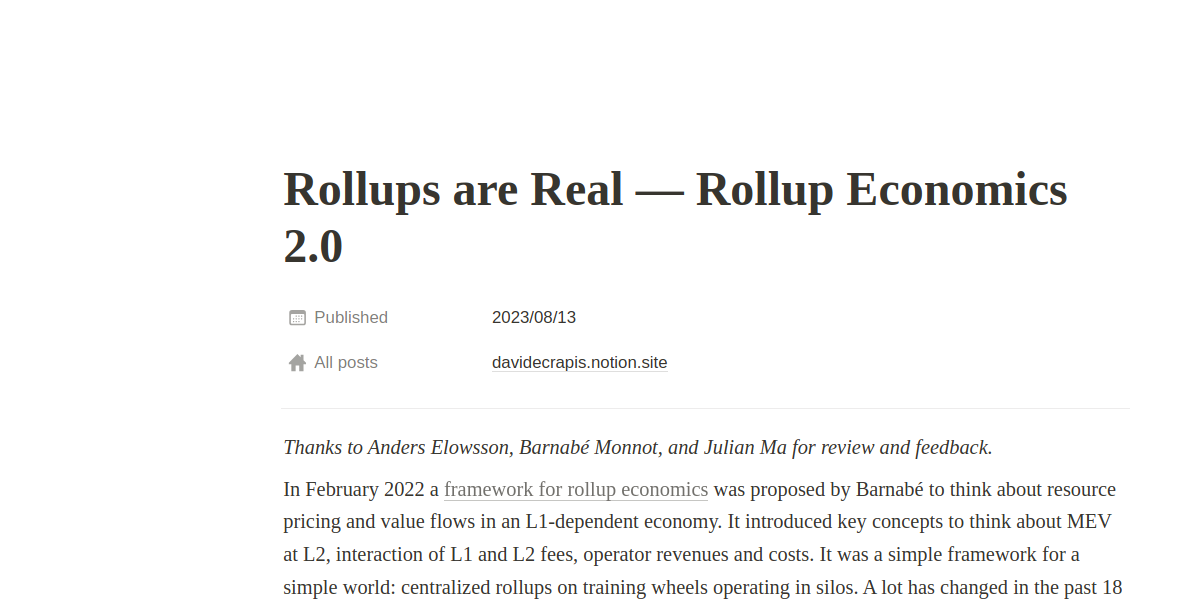 Rollups are Real — Rollup Economics
2.0
Published 2023/08/13
All posts davidecrapis.notion.site
Thanks to Anders Elowsson, Barnabé Monnot, and Julian Ma for review and feedback.
In February 2022 a framework for rollup economics was proposed by Barnabé to think about resource
pricing and value flows in an L1-dependent economy. It introduced key concepts to think about MEV
at L2, interaction of L1 and L2 fees, operator revenues and costs. It was a simple framework for a
simple world: centralized rollups on training wheels operating in silos. A lot has changed in the past 18